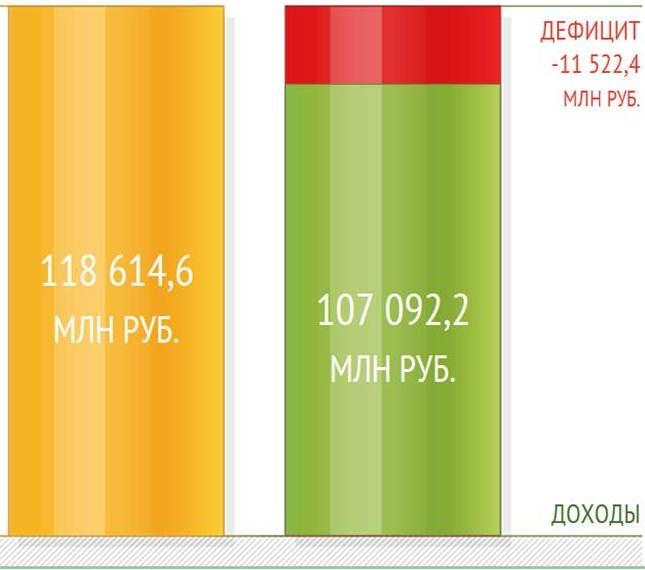 ДЕФИЦИТ
-11 522,4
МЛН РУБ.
118 614,6
МЛН РУБ.
107 092,2
МЛН РУБ.
ДОХОДЫ